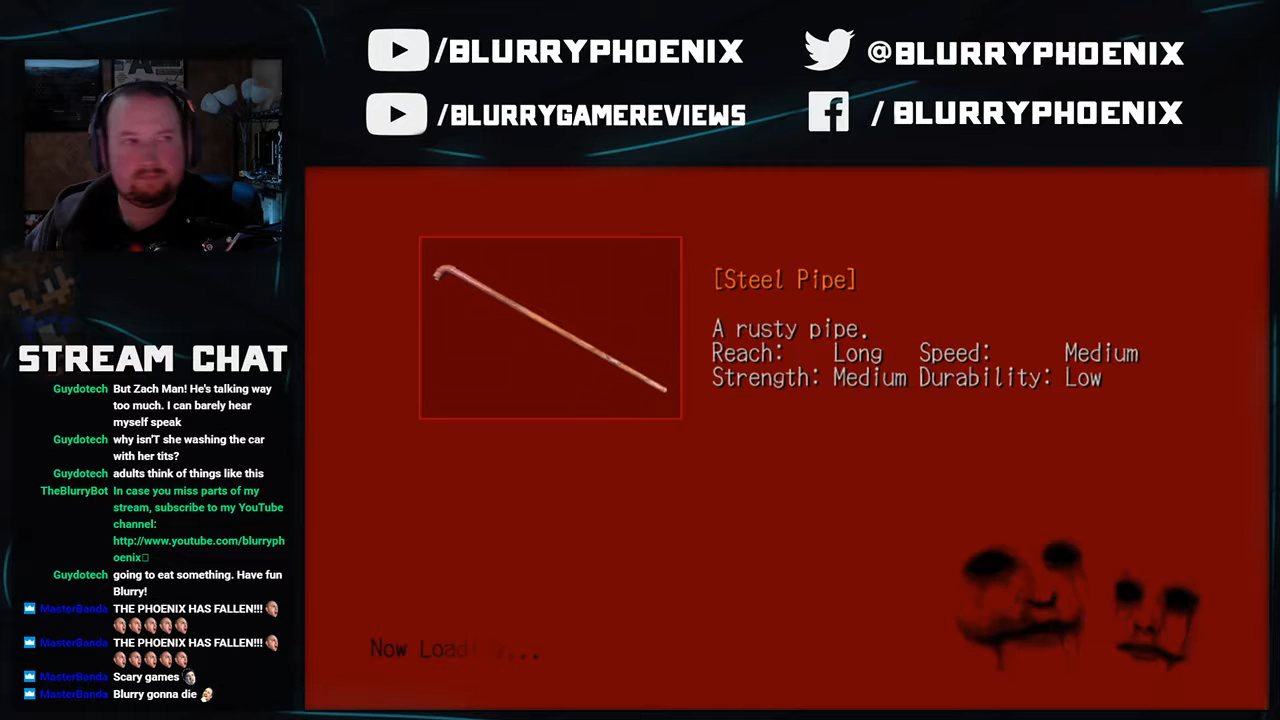 /BLURRYPHOENIX
@BLURRYPHOENIX
/BLURRYGAMEREVIEWS
/ BLURRYPHOENIX
[Steel Pipe]
A rusty pipe.
Reach: Long Speed: Medium
Strength: Medium Durability: Low
Now Loading...
STREAM CHAT
Guydotech But Zach Man! He's talking way
too much. I can barely hear
myself speak
Guydotech why isn'T she washing the car
with her tits?
Guydotech adults think of things like this
TheBlurryBot In case you miss parts of my
stream, subscribe to my YouTube
channel:
http://www.youtube.com/blurryph
oenix
Guydotech going to eat something. Have fun
Blurry!
MasterBanda THE PHOENIX HAS FALLEN!!!
MasterBanda THE PHOENIX HAS FALLEN!!!
MasterBanda Scary games
MasterBanda Blurry gonna die